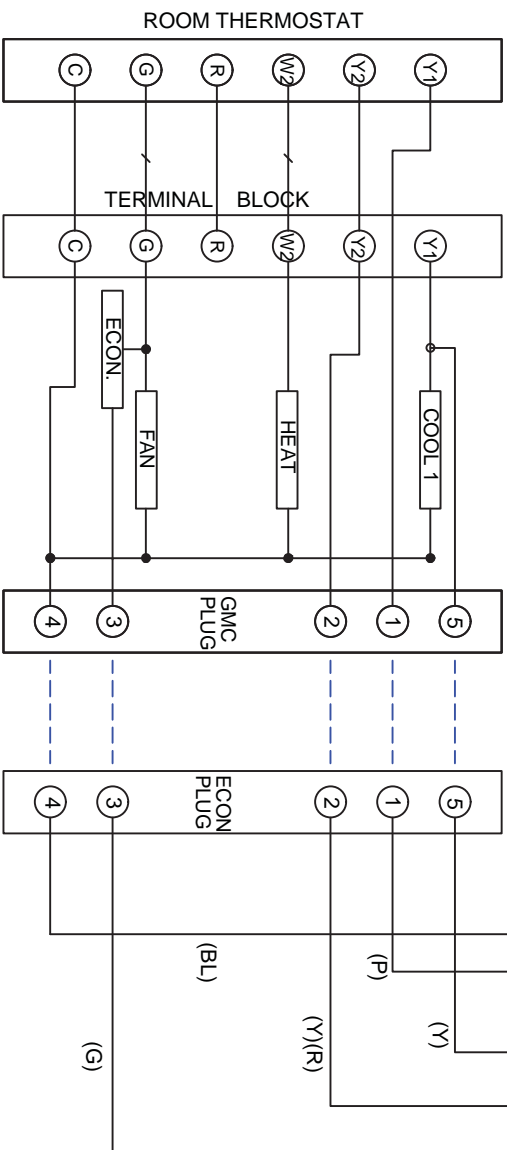 ROOM THERMOSTAT
C G R W2 Y2 Y1
TERMINAL BLOCK
C G R W2 Y2 Y1
ECON.
FAN
HEAT
COOL 1
GMC
PLUG
4 3 2 1 5
ECON
PLUG
4 3 2 1 5
(BL)
(P)
(Y)
(Y)(R)
(G)